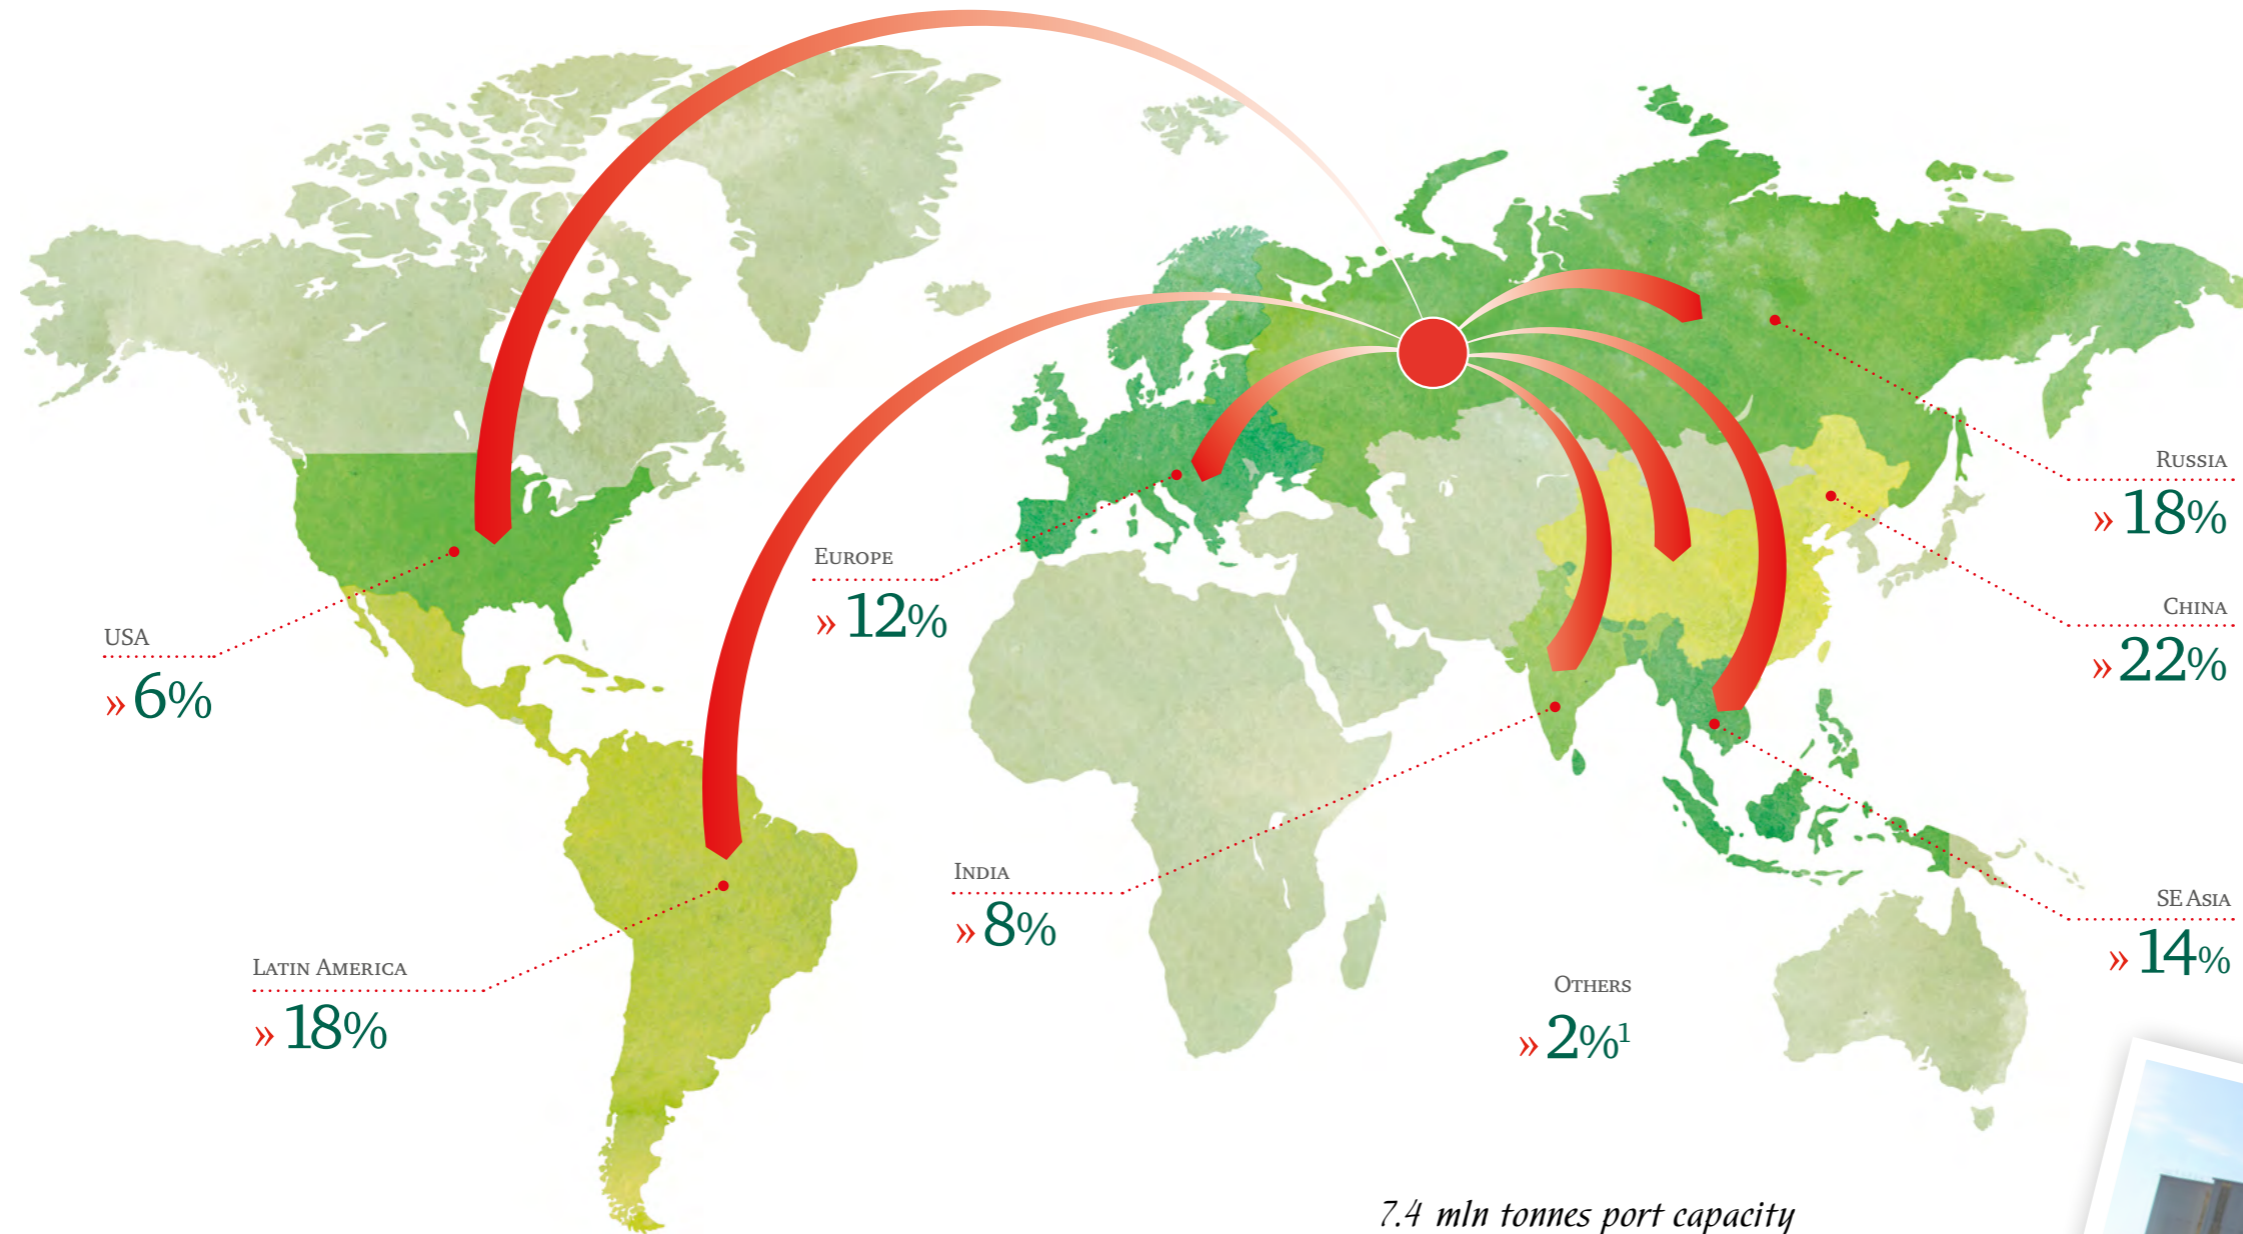 Russia
» 18%
Europe
» 12%
China
» 22%
USA
» 6%
India
» 8%
SE Asia
» 14%
Latin America
» 18%
Others
» 2%¹
7.4 mln tonnes port capacity